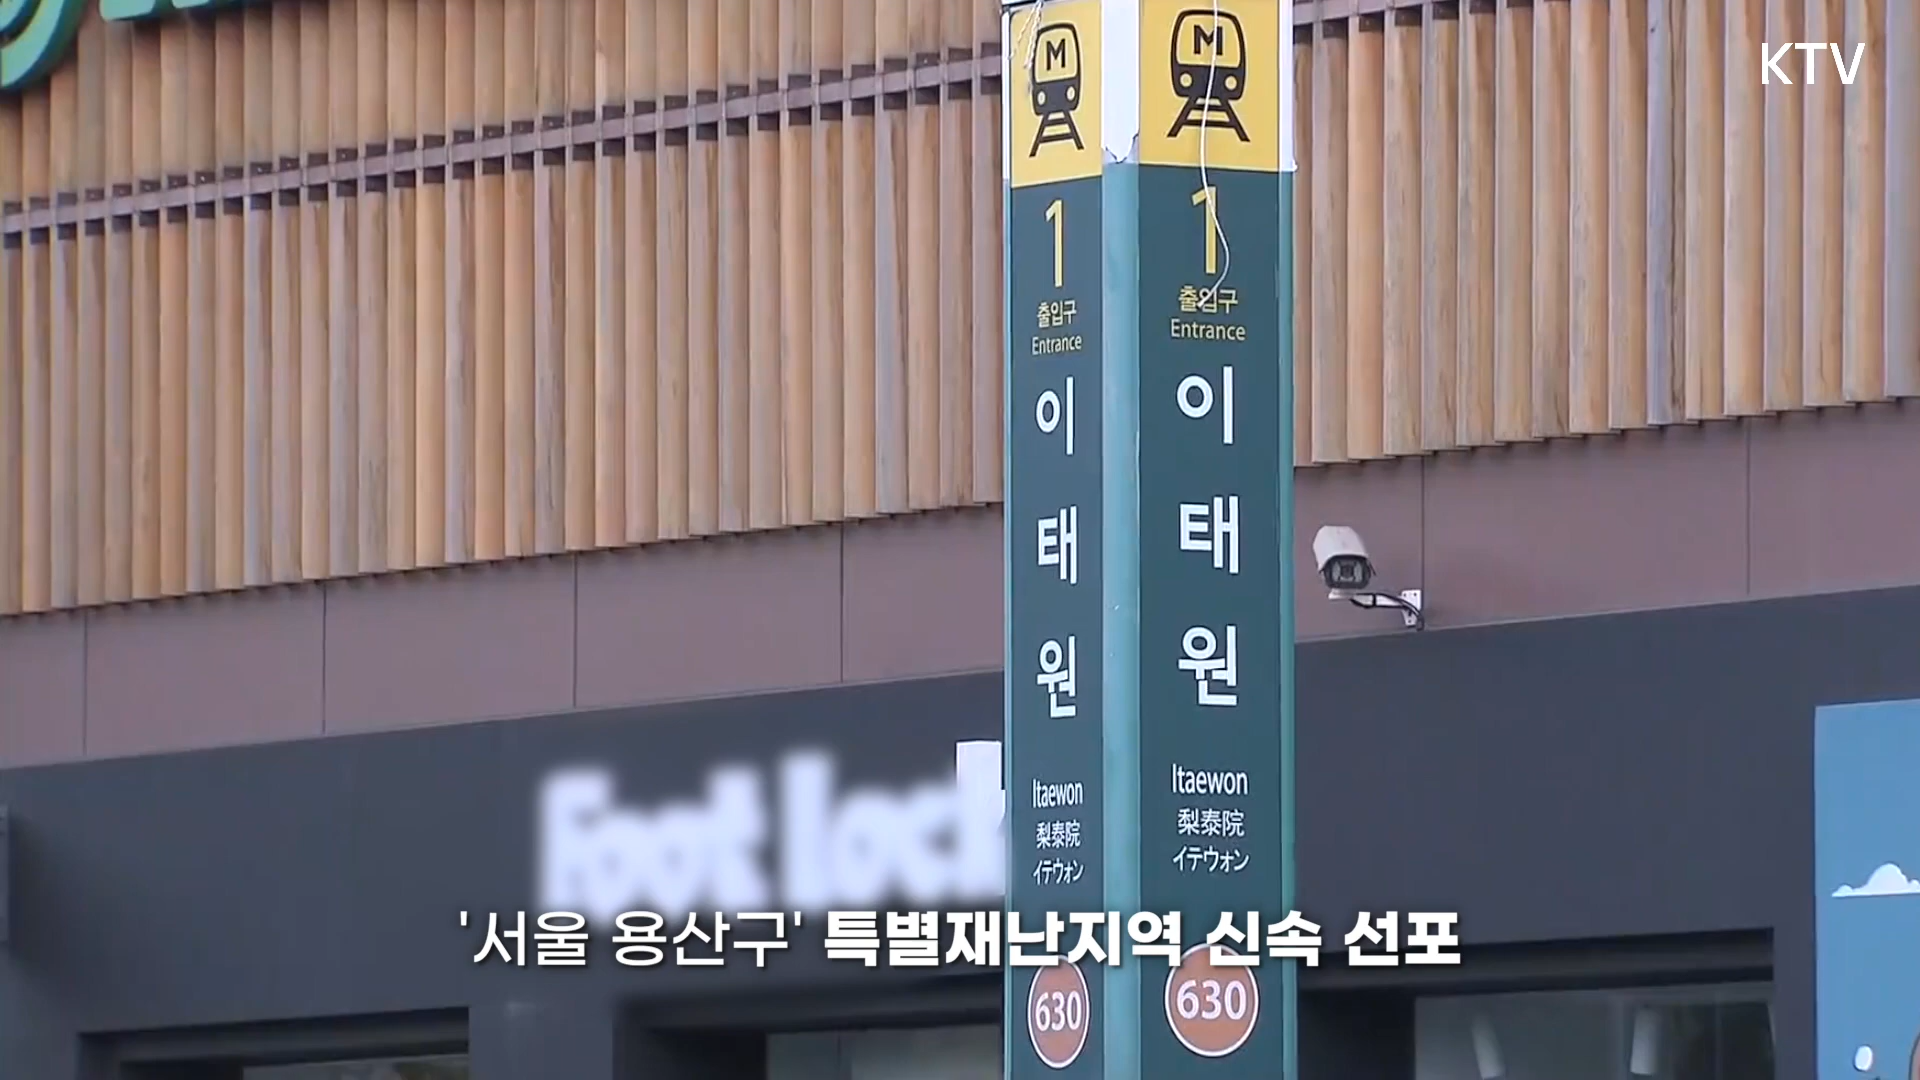 KTV
M
1
출입구
Entrance
이태원
Itaewon
梨泰院
イテウォン
630
M
1
출입구
Entrance
이태원
Itaewon
梨泰院
イテウォン
630
Foot lock
'서울 용산구' 특별재난지역 신속 선포